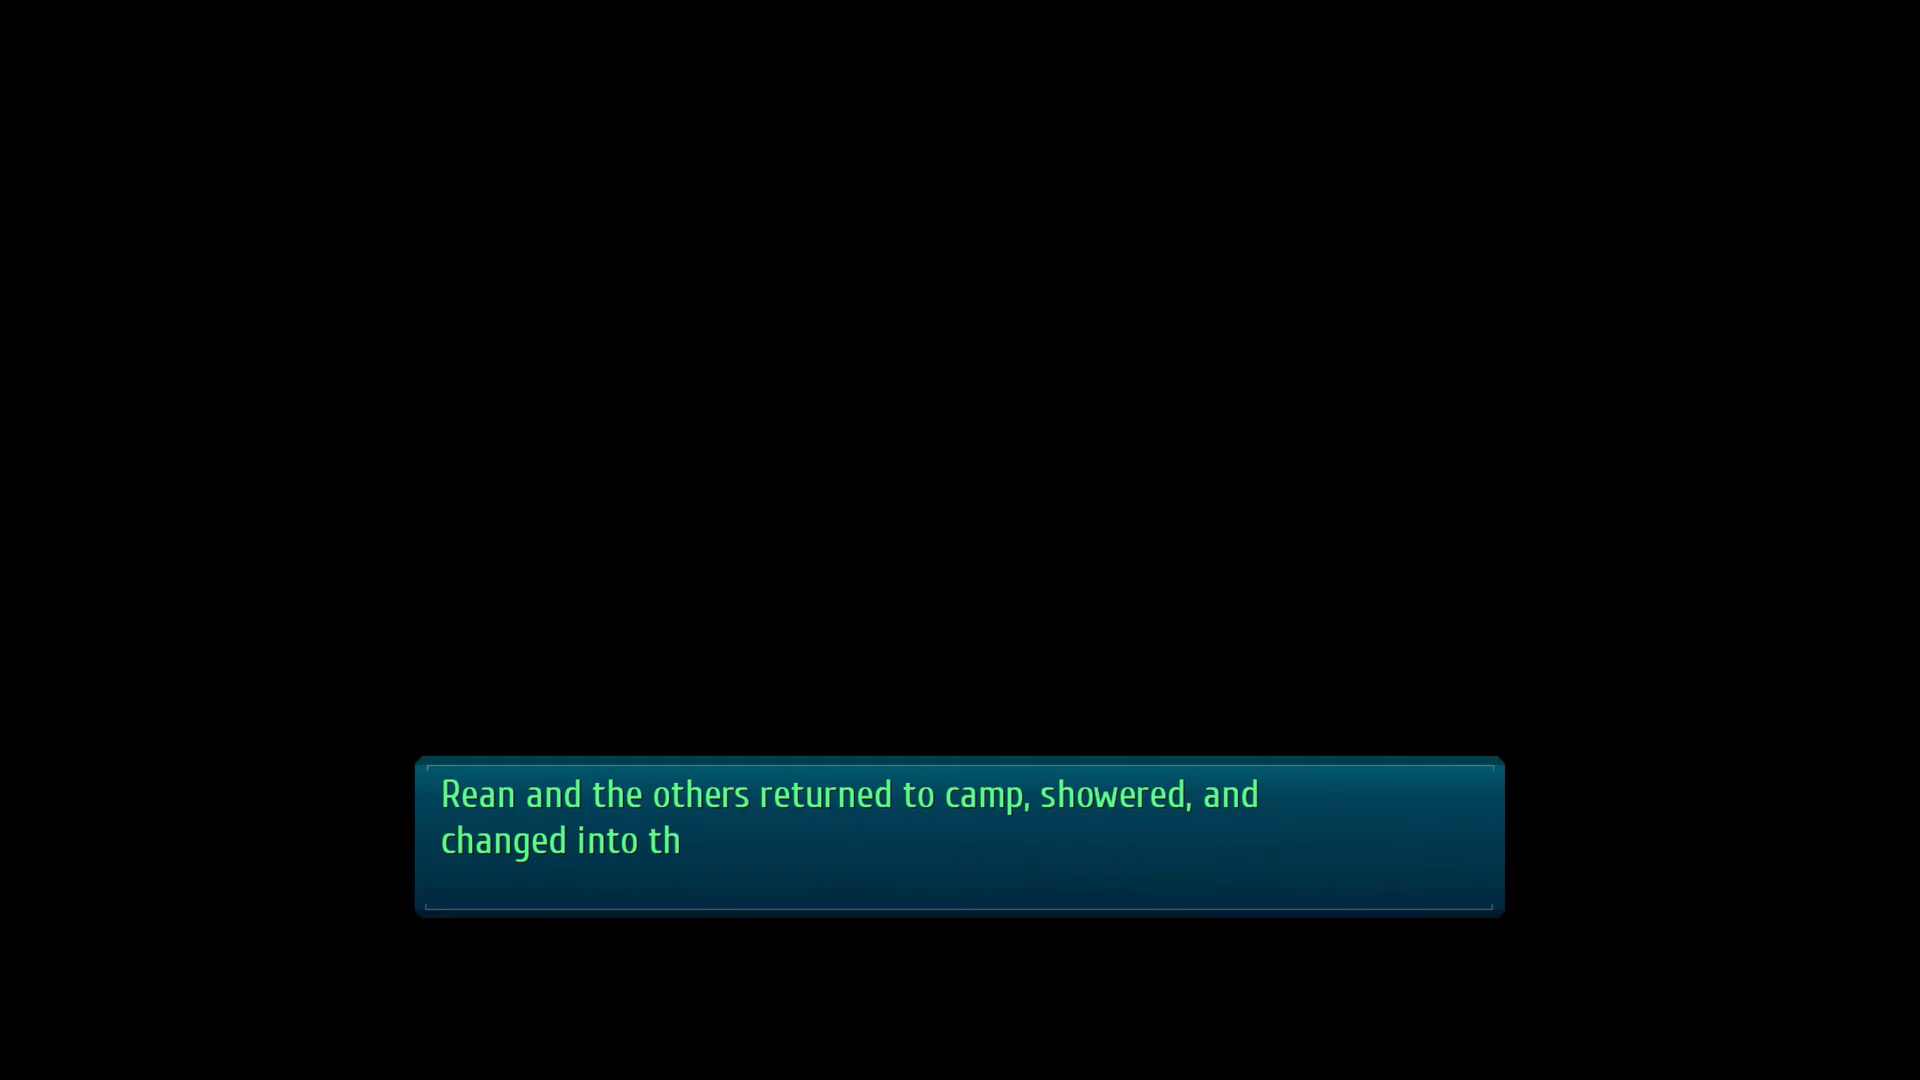 Rean and the others returned to camp, showered, and
changed into th